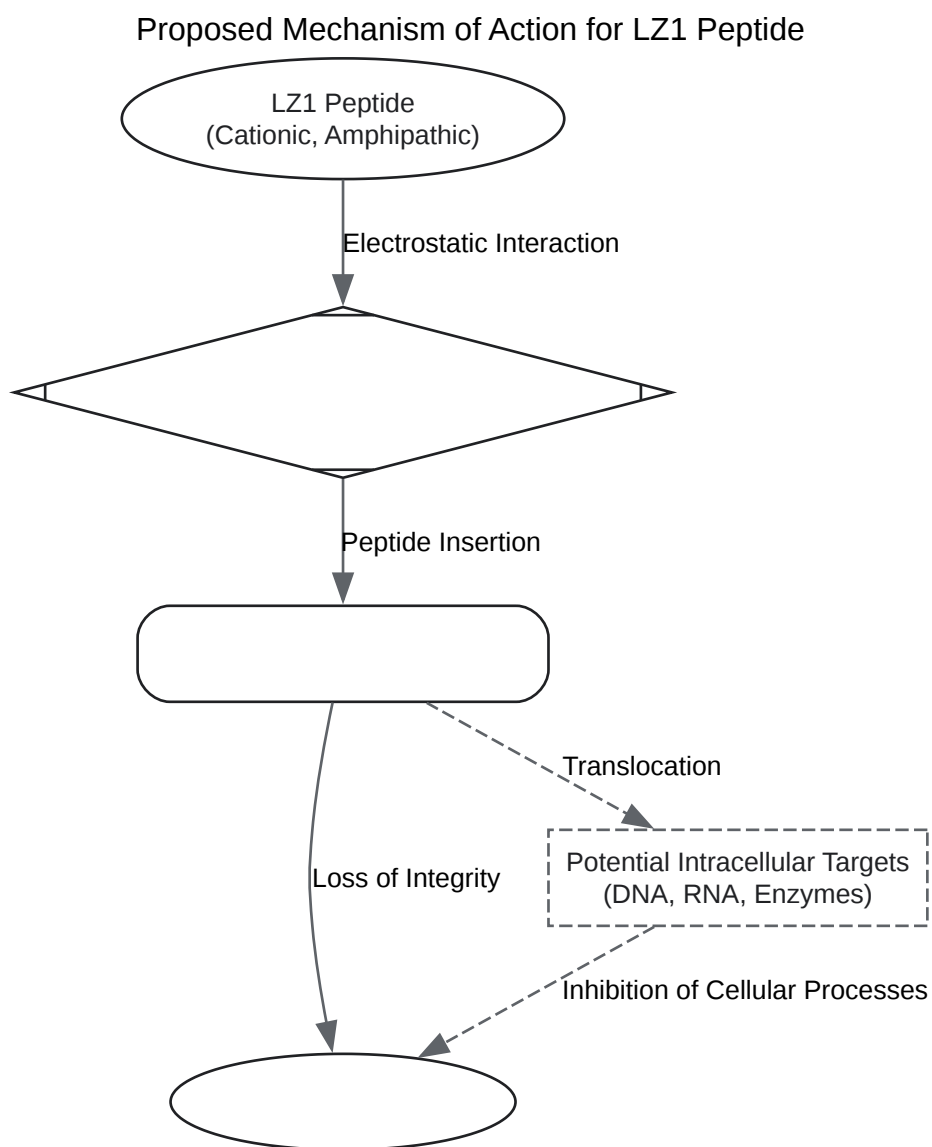 Proposed Mechanism of Action for LZ1 Peptide
LZ1 Peptide
(Cationic, Amphipathic)
Electrostatic Interaction
Peptide Insertion
Translocation
Potential Intracellular Targets
(DNA, RNA, Enzymes)
Loss of Integrity
Inhibition of Cellular Processes